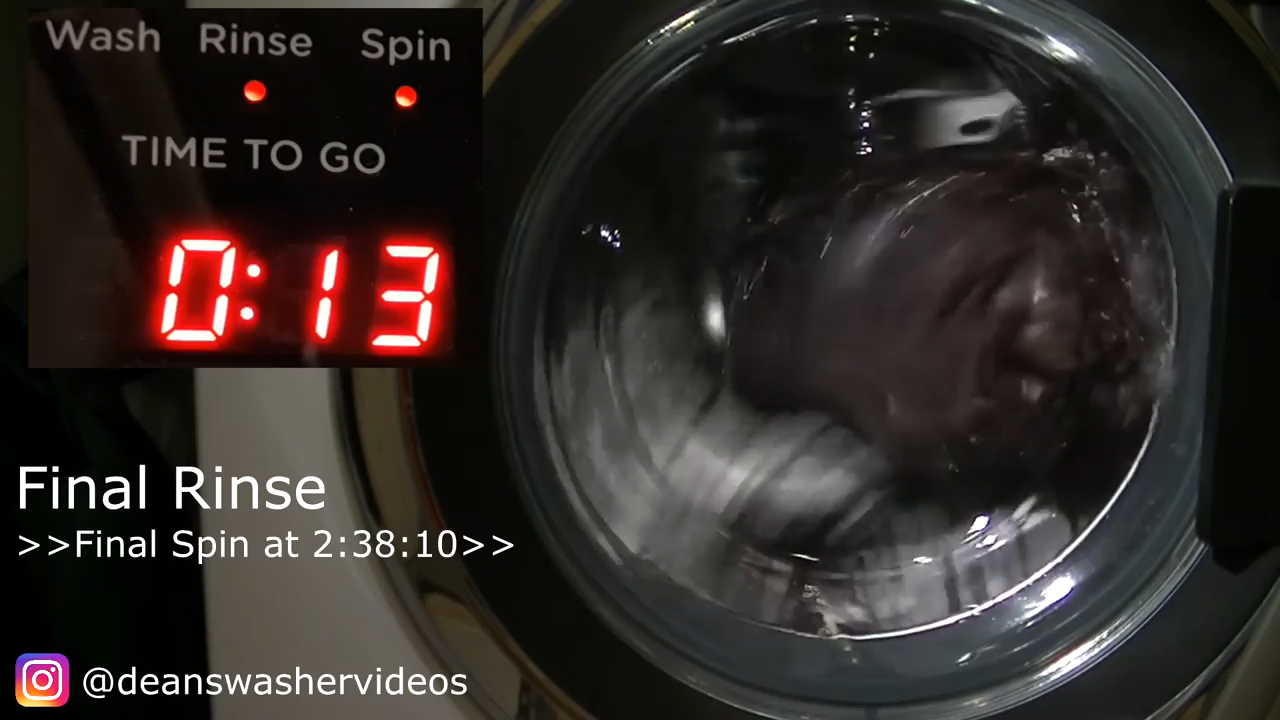 Wash Rinse Spin
TIME TO GO
0:13
Final Rinse
>>Final Spin at 2:38:10>>
@deanswashervideos